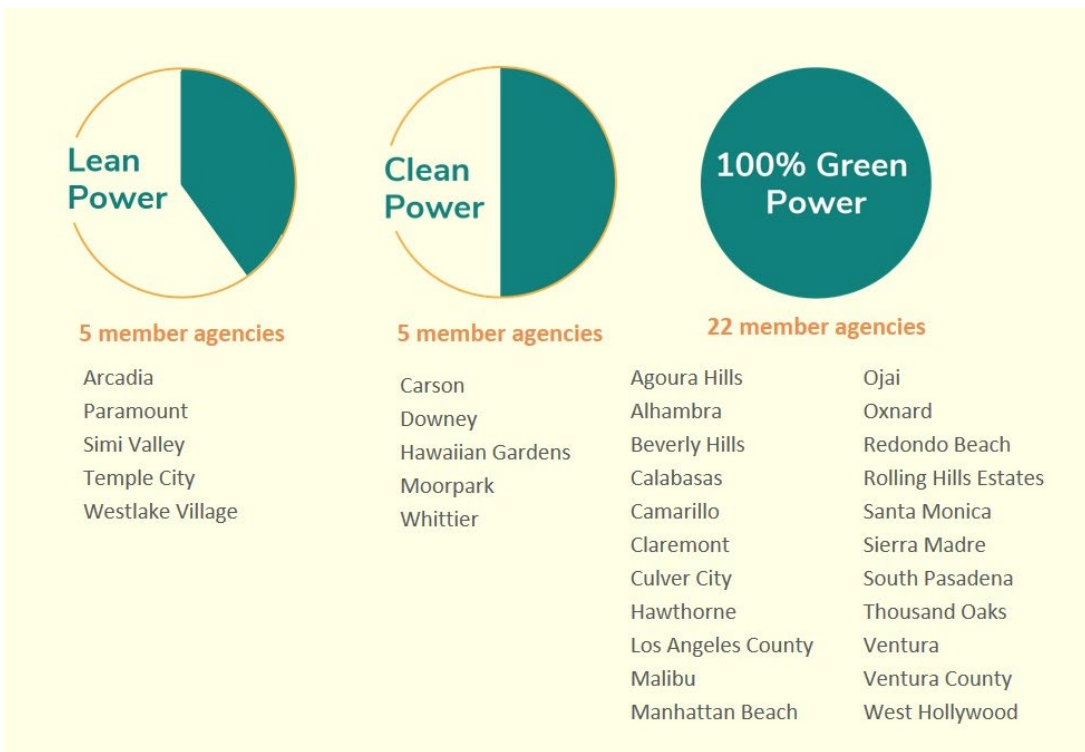 Lean
Power
Clean
Power
100% Green
Power
5 member agencies
5 member agencies
22 member agencies
Arcadia
Paramount
Simi Valley
Temple City
Westlake Village
Carson
Downey
Hawaiian Gardens
Moorpark
Whittier
Agoura Hills
Alhambra
Beverly Hills
Calabasas
Camarillo
Claremont
Culver City
Hawthorne
Los Angeles County
Malibu
Manhattan Beach
Ojai
Oxnard
Redondo Beach
Rolling Hills Estates
Santa Monica
Sierra Madre
South Pasadena
Thousand Oaks
Ventura
Ventura County
West Hollywood